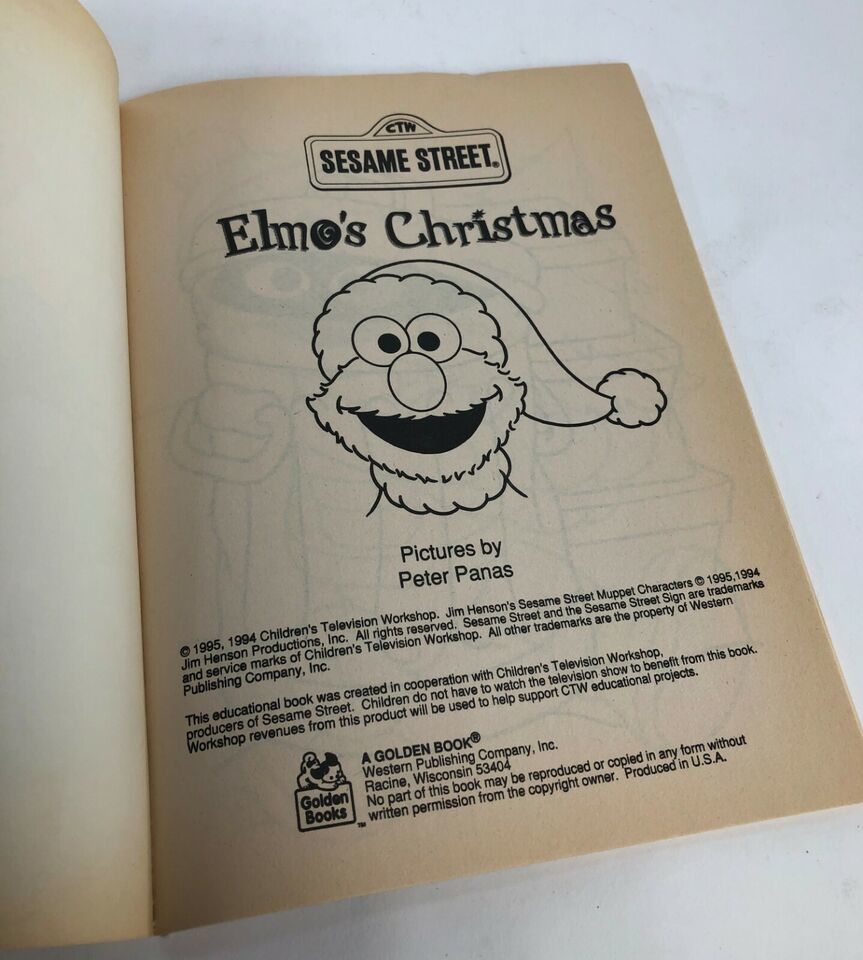 CTW
SESAME STREET®
Elmo's Christmas
Pictures by
Peter Panas
© 1995, 1994 Children's Television Workshop. Jim Henson's Sesame Street Muppet Characters © 1995, 1994
Jim Henson Productions, Inc. All rights reserved. Sesame Street and the Sesame Street Sign are trademarks
and service marks of Children's Television Workshop. All other trademarks are the property of Western
Publishing Company, Inc.
This educational book was created in cooperation with Children's Television Workshop,
producers of Sesame Street. Children do not have to watch the television show to benefit from this book.
Workshop revenues from this product will be used to help support CTW educational projects.
A GOLDEN BOOK®
Western Publishing Company, Inc.
Racine, Wisconsin 53404
No part of this book may be reproduced or copied in any form without
written permission from the copyright owner. Produced in U.S.A.
Golden
Books
™